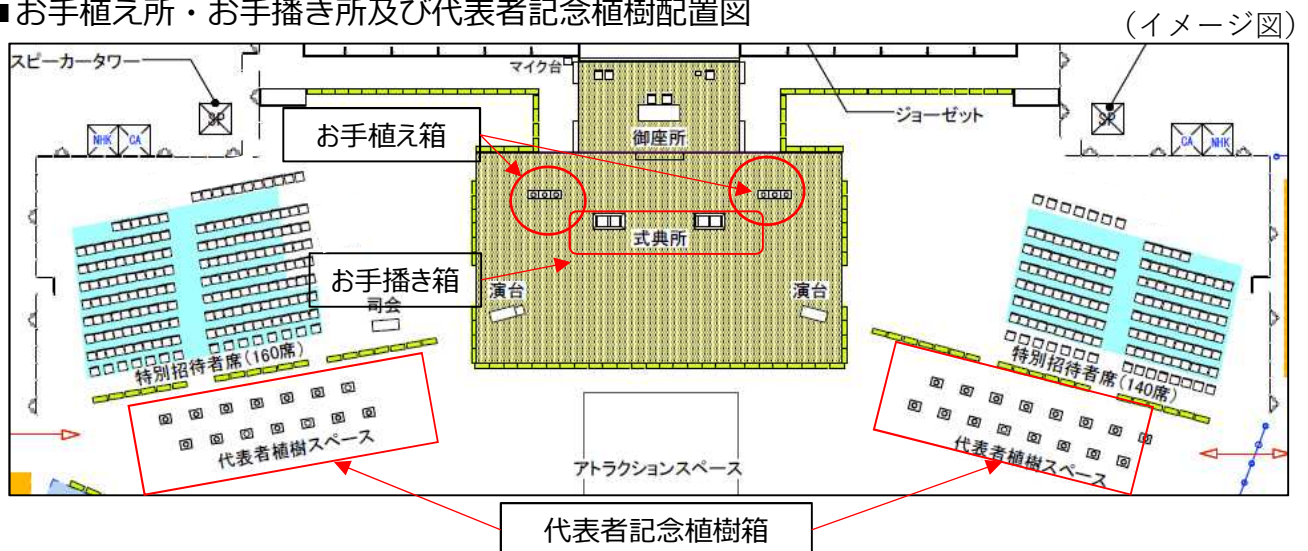 ■お手植え所・お手播き所及び代表者記念植樹配置図
(イメージ図)
スピーカータワー
マイク台
ジョーゼット
SP
SP
お手植え箱
御座所
NHK CA
CA NHK
式典所
お手播き箱
演台
演台
司会
特別招待者席(160席)
特別招待者席(140席)
代表者植樹スペース
代表者植樹スペース
アトラクションスペース
代表者記念植樹箱